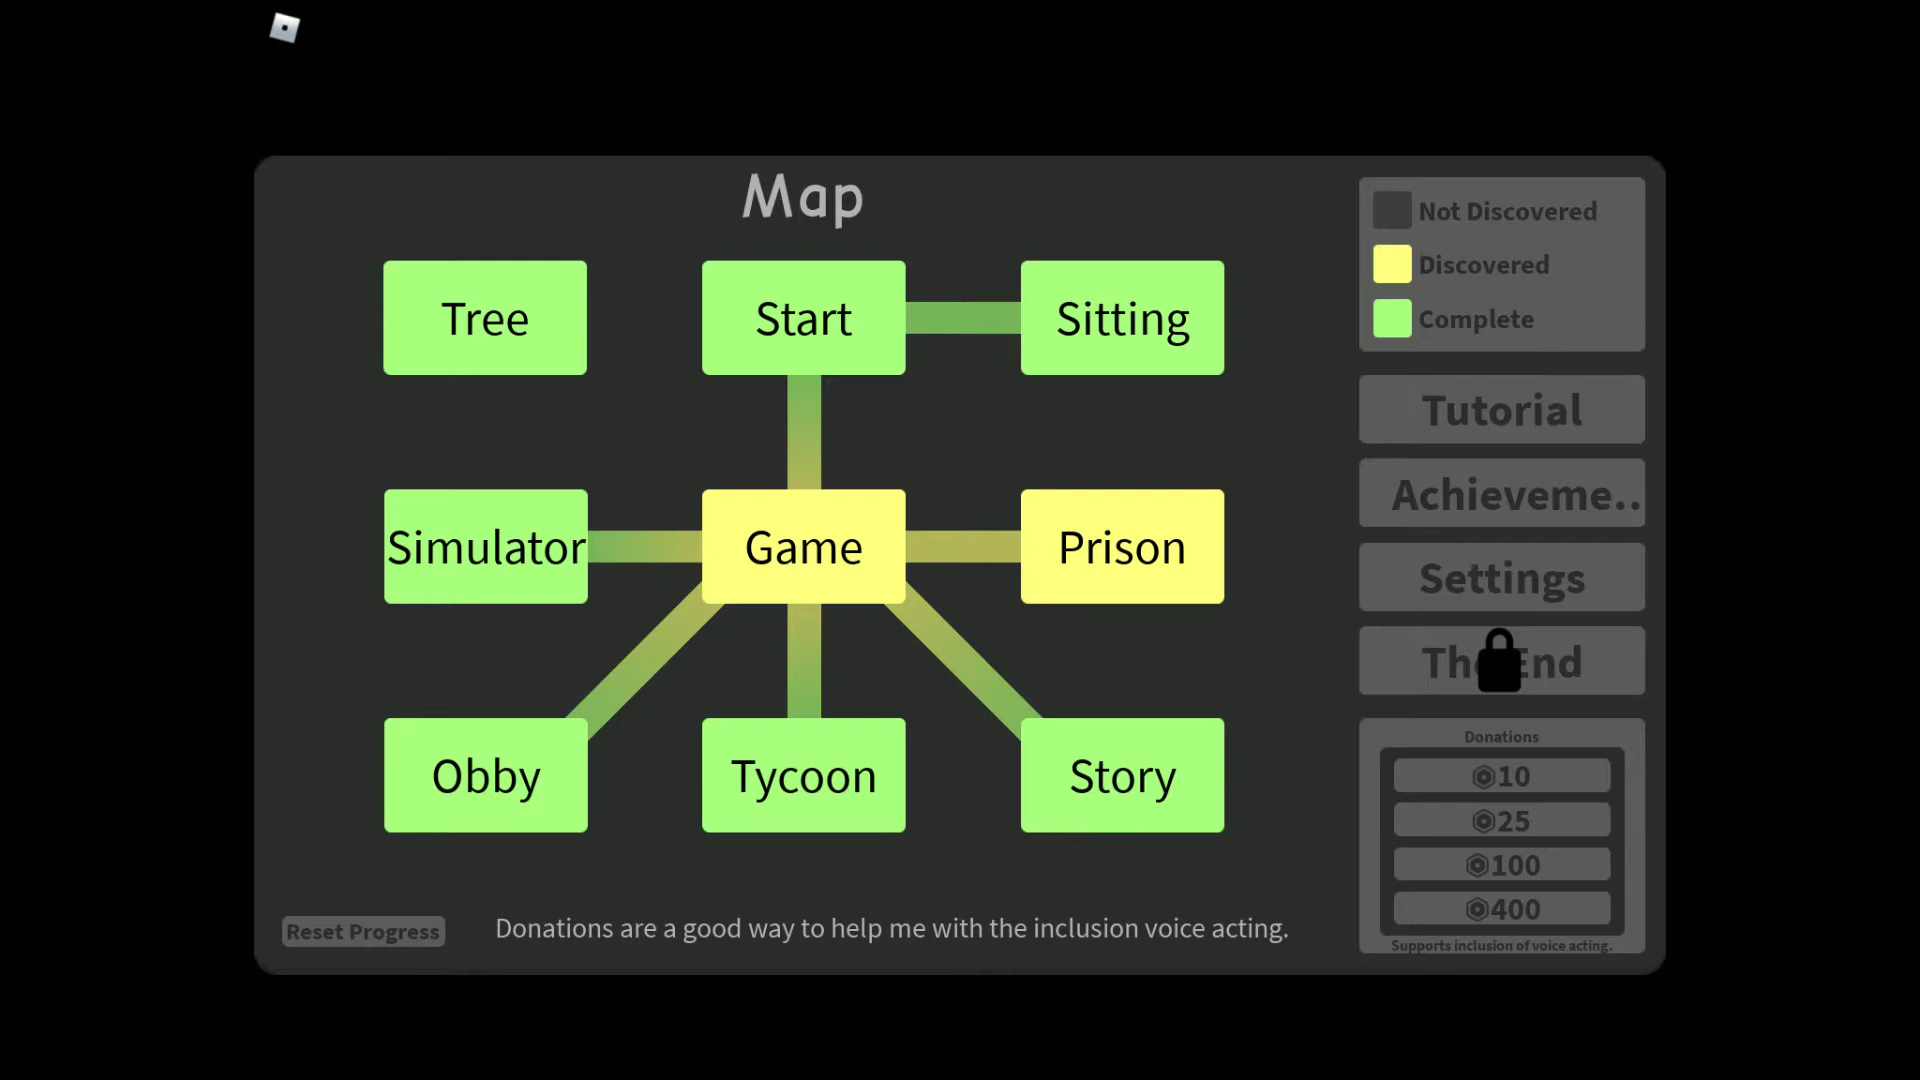 Map
Tree
Start
Sitting
Simulator
Game
Prison
Obby
Tycoon
Story
Reset Progress
Donations are a good way to help me with the inclusion voice acting.
Not Discovered
Discovered
Complete
Tutorial
Achieveme..
Settings
The End
Donations
10
25
100
400
Supports inclusion of voice acting.